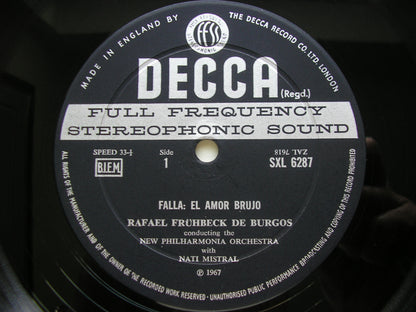 MADE IN ENGLAND BY THE DECCA RECORD CO. LTD. LONDON
FFSS
DECCA (Regd.)
FULL FREQUENCY
STEREOPHONIC SOUND
SPEED 33⅓ Side ZAL. 7618
B.I.E.M. 1 SXL 6287
FALLA: EL AMOR BRUJO
RAFAEL FRÜHBECK DE BURGOS
conducting the
NEW PHILHARMONIA ORCHESTRA
with
NATI MISTRAL
℗ 1967
ALL RIGHTS OF THE MANUFACTURER AND OF THE OWNER OF THE RECORDED WORK RESERVED · UNAUTHORISED PUBLIC PERFORMANCE BROADCASTING AND COPYING OF THIS RECORD PROHIBITED